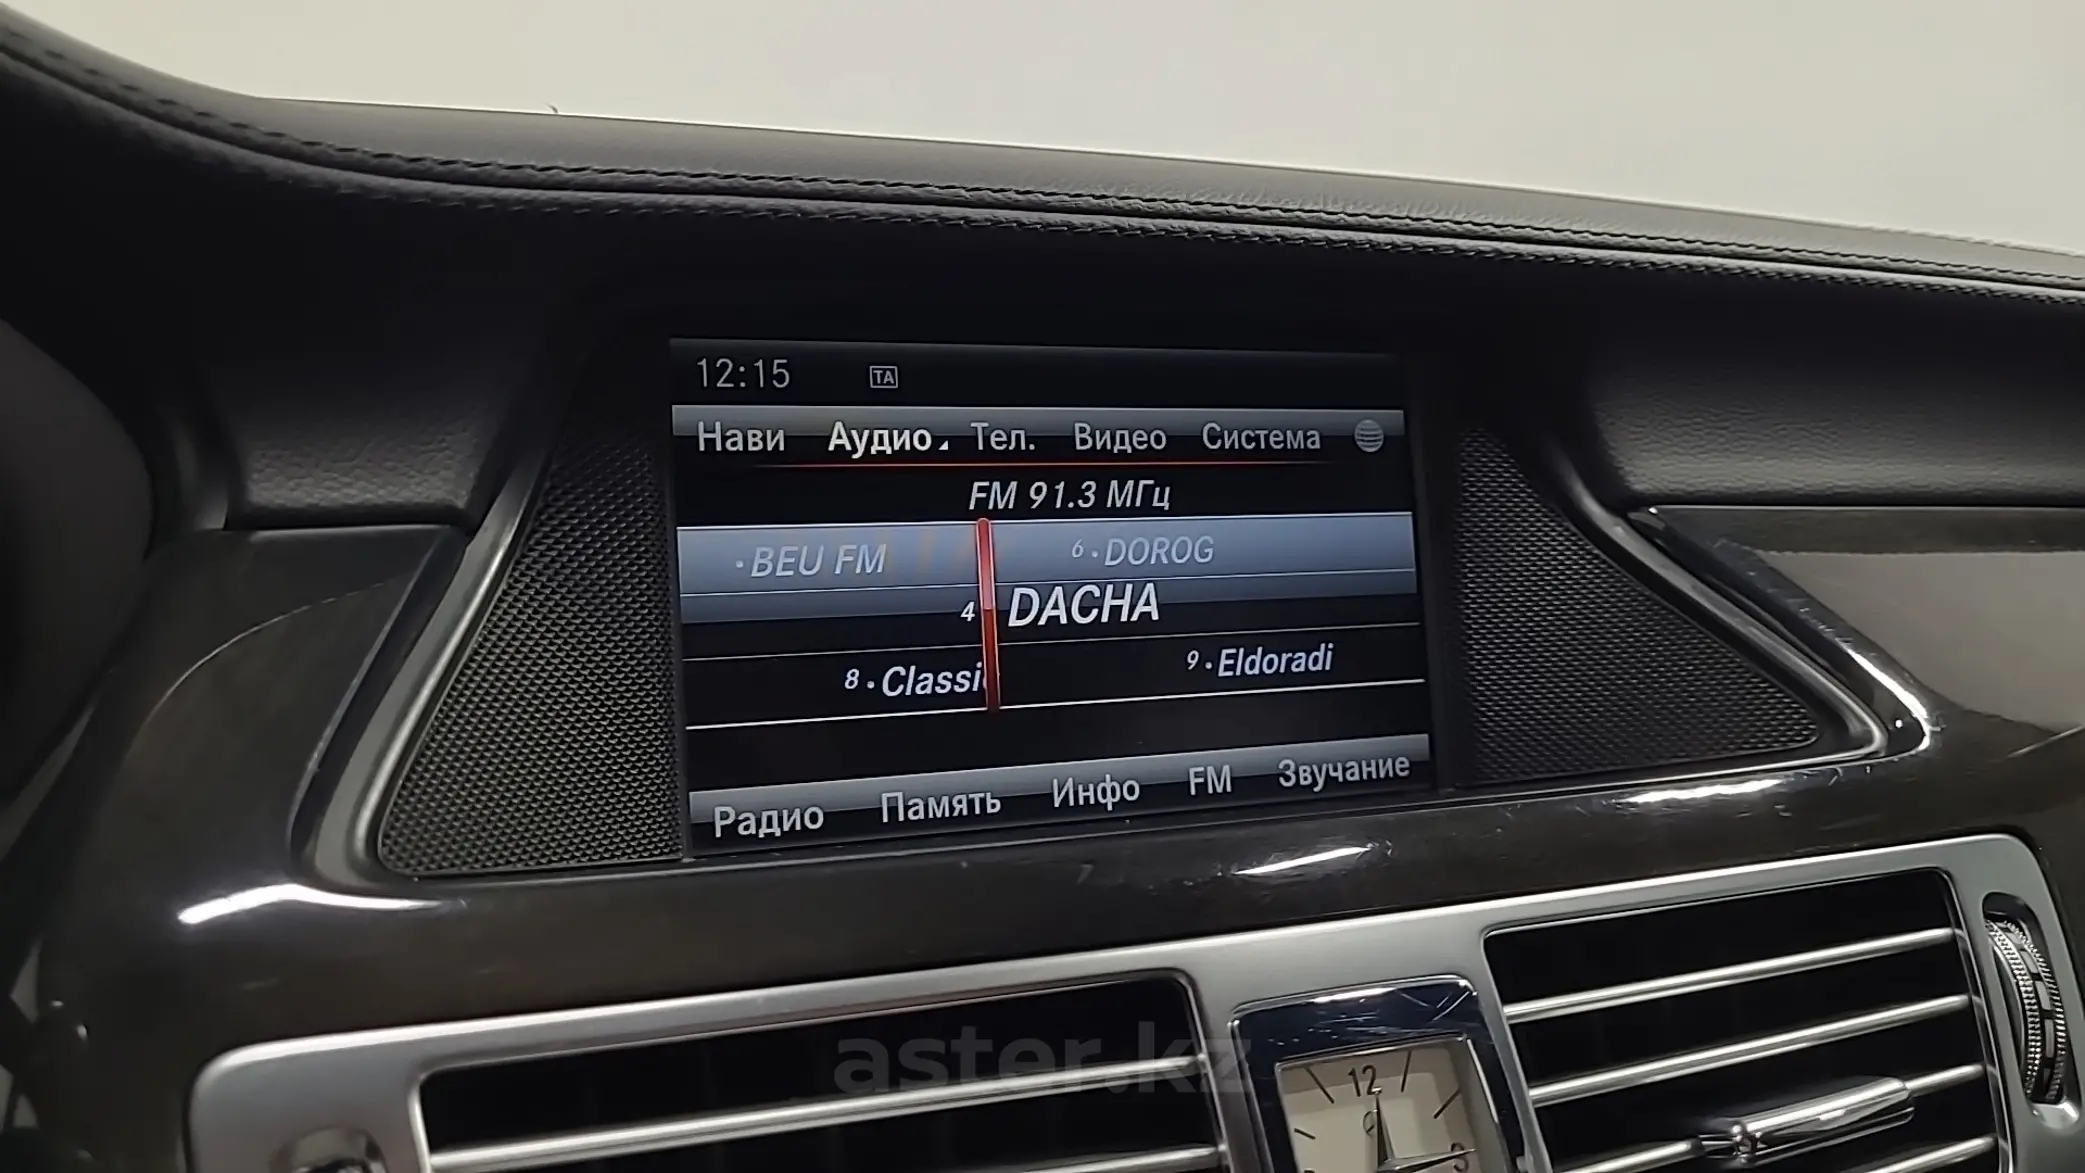 12:15 TA
Нави Аудио Тел. Видео Система
FM 91.3 МГц
•BEU FM 6•DOROG
4 DACHA
8•Classi 9•Eldoradi
Радио Память Инфо FM Звучание
aster.kz
12
3